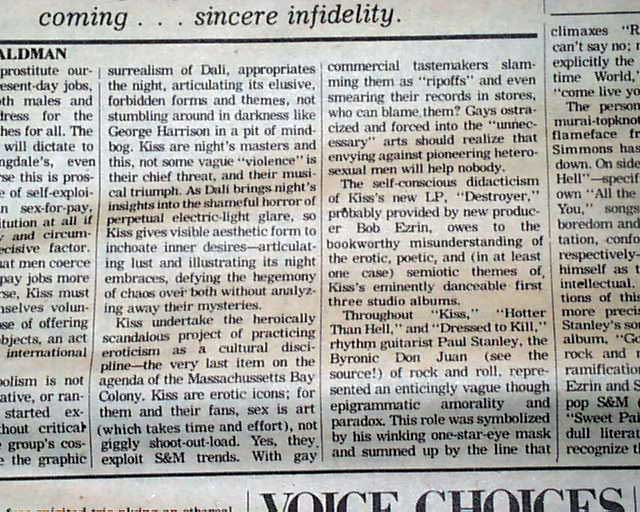 coming . . . sincere infidelity.
ALDMAN
prostitute our-
esent-day jobs,
oth males and
dress for the
hes for all. The
will dictate to
ngdale's, even
rse this is pros-
e of self-exploi-
n sex-for-pay,
itution at all if
y and circum-
ecisive factor.
at men coerce
pay jobs more
rse, Kiss must
mselves volun-
ose of offering
bjects, an act
international
bolism is not
ative, or ran-
started ex-
hout critical
e group's cos-
e the graphic
surrealism of Dali, appropriates
the night, articulating its elusive,
forbidden forms and themes, not
stumbling around in darkness like
George Harrison in a pit of mind-
bog. Kiss are night's masters and
this, not some vague "violence" is
their chief threat, and their musi-
cal triumph. As Dali brings night's
insights into the shameful horror of
perpetual electric-light glare, so
Kiss gives visible aesthetic form to
inchoate inner desires—articulat-
ing lust and illustrating its night
embraces, defying the hegemony
of chaos over both without analyz-
ing away their mysteries.
Kiss undertake the heroically
scandalous project of practicing
eroticism as a cultural disci-
pline—the very last item on the
agenda of the Massachussetts Bay
Colony. Kiss are erotic icons; for
them and their fans, sex is art
(which takes time and effort), not
giggly shoot-out-load. Yes, they
exploit S&M trends. With gay
commercial tastemakers slam-
ming them as "ripoffs" and even
smearing their records in stores,
who can blame them? Gays ostra-
cized and forced into the "unnec-
essary" arts should realize that
envying against pioneering hetero-
sexual men will help nobody.
The self-conscious didacticism
of Kiss's new LP, "Destroyer,"
probably provided by new produc-
er Bob Ezrin, owes to the
bookworthy misunderstanding of
the erotic, poetic, and (in at least
one case) semiotic themes of
Kiss's eminently danceable first
three studio albums.
Throughout "Kiss," "Hotter
Than Hell," and "Dressed to Kill,"
rhythm guitarist Paul Stanley, the
Byronic Don Juan (see the
source!) of rock and roll, repre-
sented an enticingly vague though
epigrammatic amorality and
paradox. This role was symbolized
by his winking one-star-eye mask
and summed up by the line that
climaxes "R
can't say no; r
explicitly the
time World,
"come live yo
The person
murai-topknot
flameface fr
Simmons has
down. On side
Hell"—specif
own "All the
You," songs
boredom and
tation, confo
respectively—
himself as t
intellectual.
tions of this
more precis
Stanley's so
album, "Go
rock and r
ramification
Ezrin and S
pop S&M (
"Sweet Pai
dull literat
recognize th
VOICE CHOICES